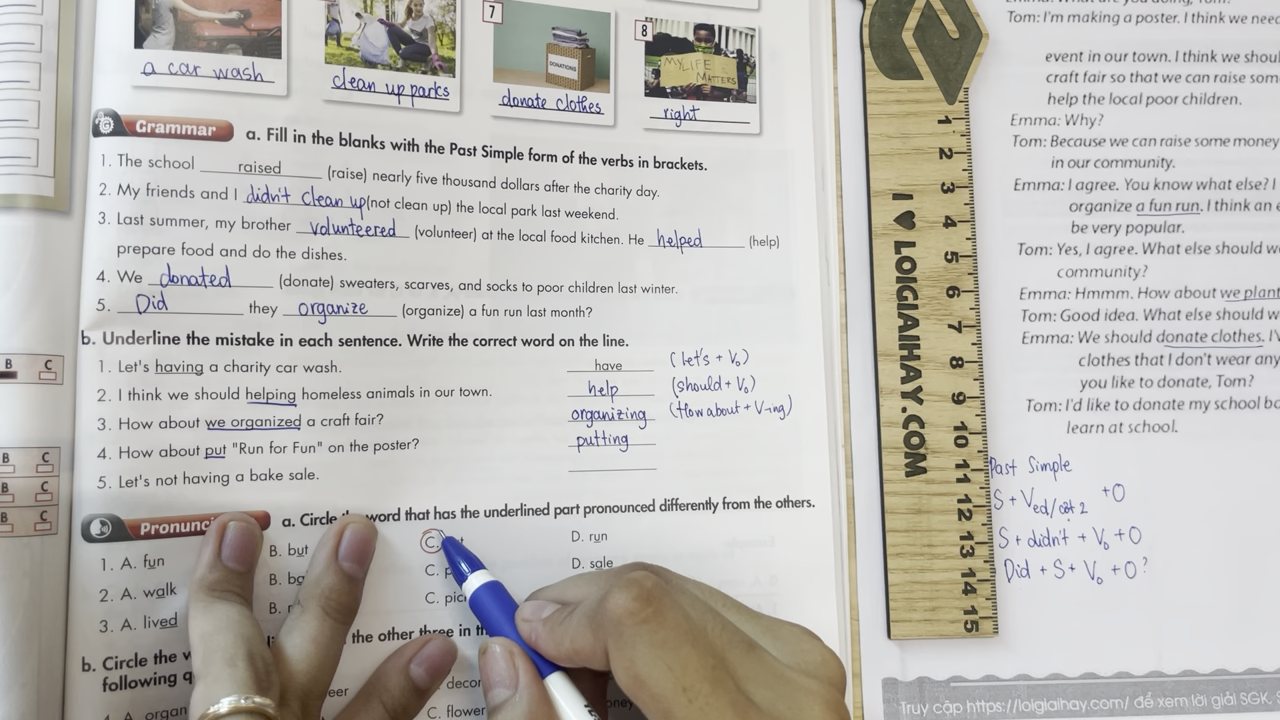 7
8
DONATIONS
MY LIFE MATTERS
a car wash
clean up parks
donate clothes
right
Grammar
a. Fill in the blanks with the Past Simple form of the verbs in brackets.
1. The school raised (raise) nearly five thousand dollars after the charity day.
2. My friends and I didn't clean up (not clean up) the local park last weekend.
3. Last summer, my brother volunteered (volunteer) at the local food kitchen. He helped (help)
prepare food and do the dishes.
4. We donated (donate) sweaters, scarves, and socks to poor children last winter.
5. Did they organize (organize) a fun run last month?
b. Underline the mistake in each sentence. Write the correct word on the line.
1. Let's having a charity car wash. have (let's + V₀)
2. I think we should helping homeless animals in our town. help (should + V₀)
3. How about we organized a craft fair? organizing (How about + V-ing)
4. How about put "Run for Fun" on the poster? putting
5. Let's not having a bake sale.
a. Circle word that has the underlined part pronounced differently from the others.
1. A. fun B. but C. D. run
2. A. walk B. C. D. sale
3. A. lived B. C.
b. Circle the the other three in
following
A. C.
C. flower
B C
B C
B C
B C
1
2
3
4
5
6
7
8
9
10
11
12
13
14
15
I ♥ LOIGIAIHAY.COM
Tom: I'm making a poster. I think we need
event in our town. I think we
craft fair so that we can raise some
help the local poor children.
Emma: Why?
Tom: Because we can raise some money
in our community.
Emma: I agree. You know what else? I
organize a fun run. I think an
be very popular.
Tom: Yes, I agree. What else should
community?
Emma: Hmmm. How about we plant
Tom: Good idea. What else should
Emma: We should donate clothes.
clothes that I don't wear
you like to donate, Tom?
Tom: I'd like to donate my school
learn at school.
Past Simple
S + V ed/cột 2 + O
S + didn't + V₀ + O
Did + S + V₀ + O?
Truy cập https://loigiaihay.com/ để xem lời giải SGK